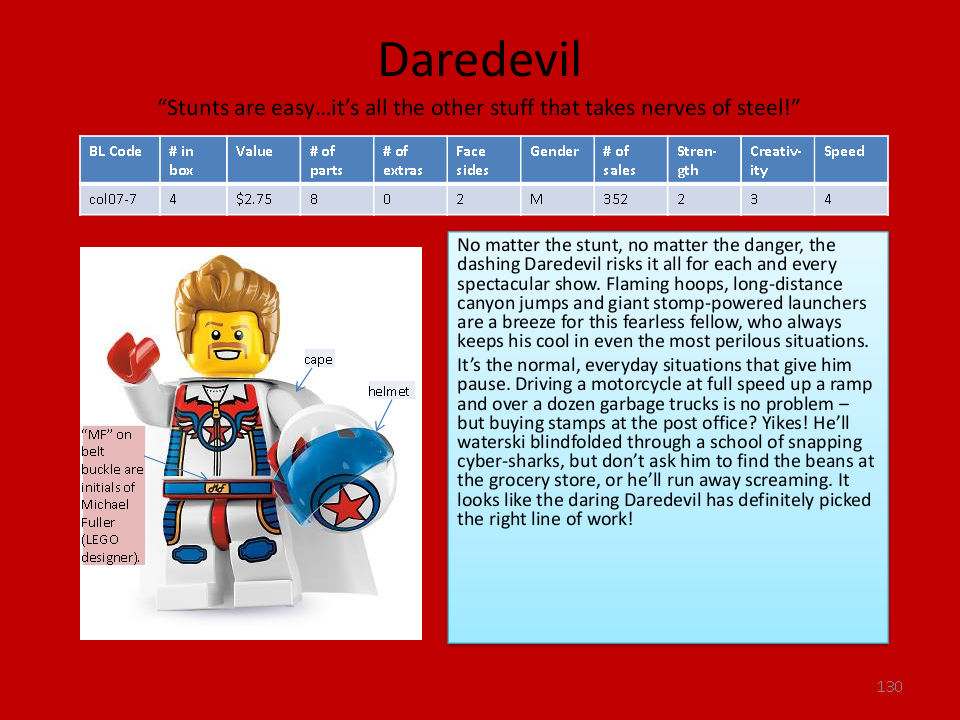 Daredevil
“Stunts are easy…it’s all the other stuff that takes nerves of steel!”
BL Code # in box Value # of parts # of extras Face sides Gender # of sales Stren-gth Creativ-ity Speed
col07-7 4 $2.75 8 0 2 M 352 2 3 4
No matter the stunt, no matter the danger, the
dashing Daredevil risks it all for each and every
spectacular show. Flaming hoops, long-distance
canyon jumps and giant stomp-powered launchers
are a breeze for this fearless fellow, who always
keeps his cool in even the most perilous situations.
It’s the normal, everyday situations that give him
pause. Driving a motorcycle at full speed up a ramp
and over a dozen garbage trucks is no problem –
but buying stamps at the post office? Yikes! He’ll
waterski blindfolded through a school of snapping
cyber-sharks, but don’t ask him to find the beans at
the grocery store, or he’ll run away screaming. It
looks like the daring Daredevil has definitely picked
the right line of work!
cape
helmet
“MF” on
belt
buckle are
initials of
Michael
Fuller
(LEGO
designer).
MF
130